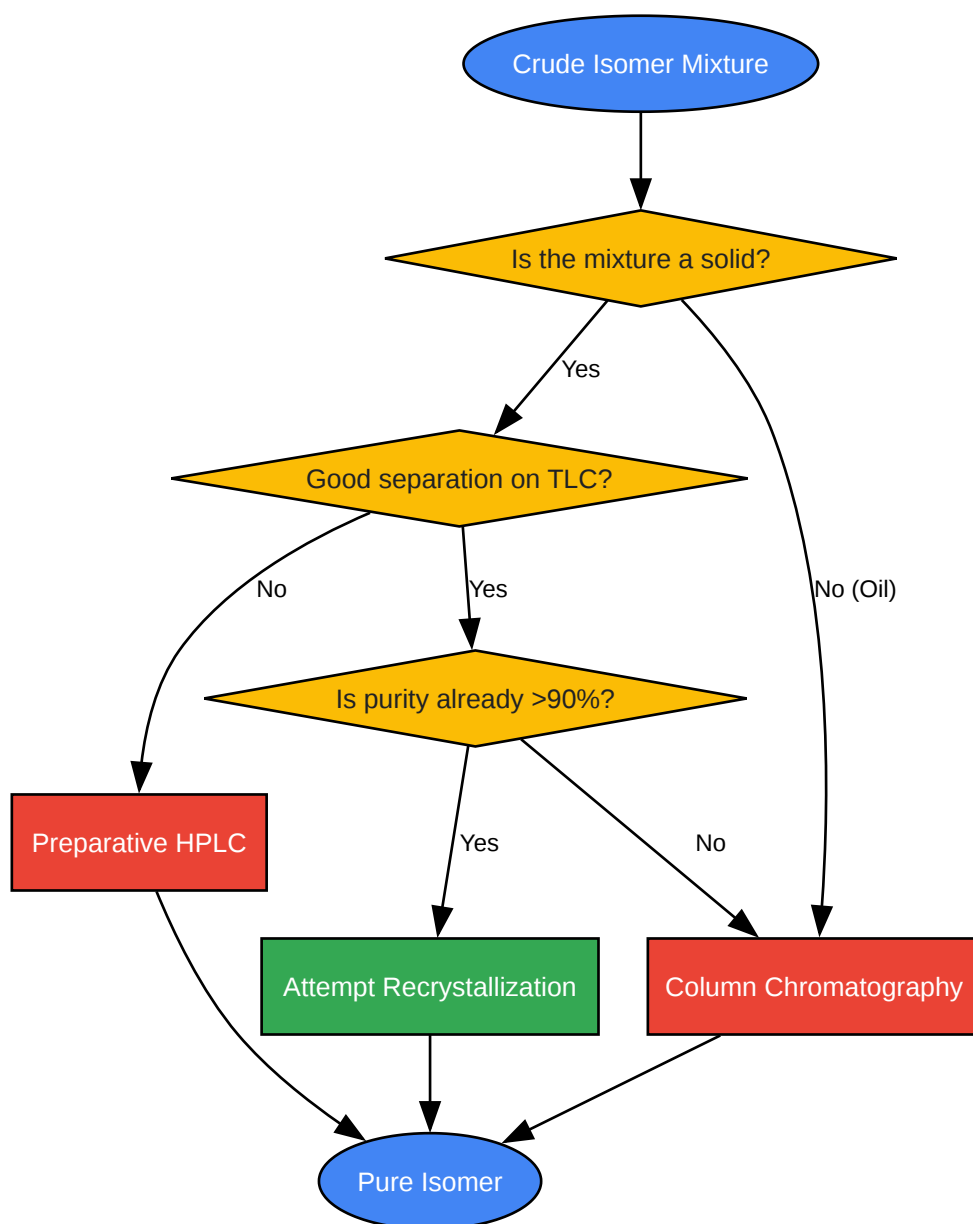 Crude Isomer Mixture
Is the mixture a solid?
Yes
Good separation on TLC?
No
Yes
No (Oil)
Is purity already >90%?
Preparative HPLC
Yes
No
Attempt Recrystallization
Column Chromatography
Pure Isomer